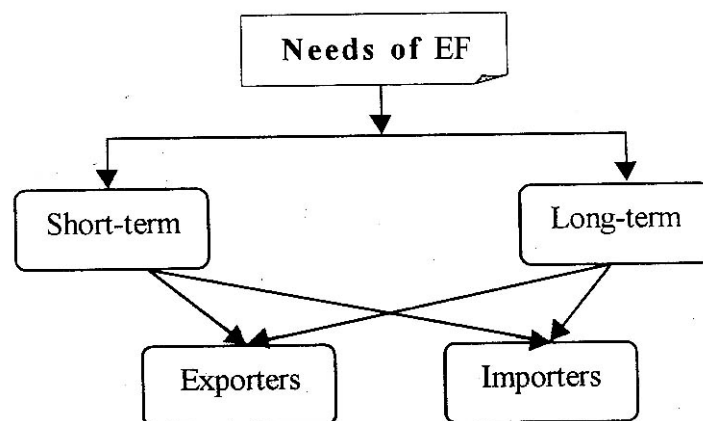 Needs of EF
Short-term
Long-term
Exporters
Importers